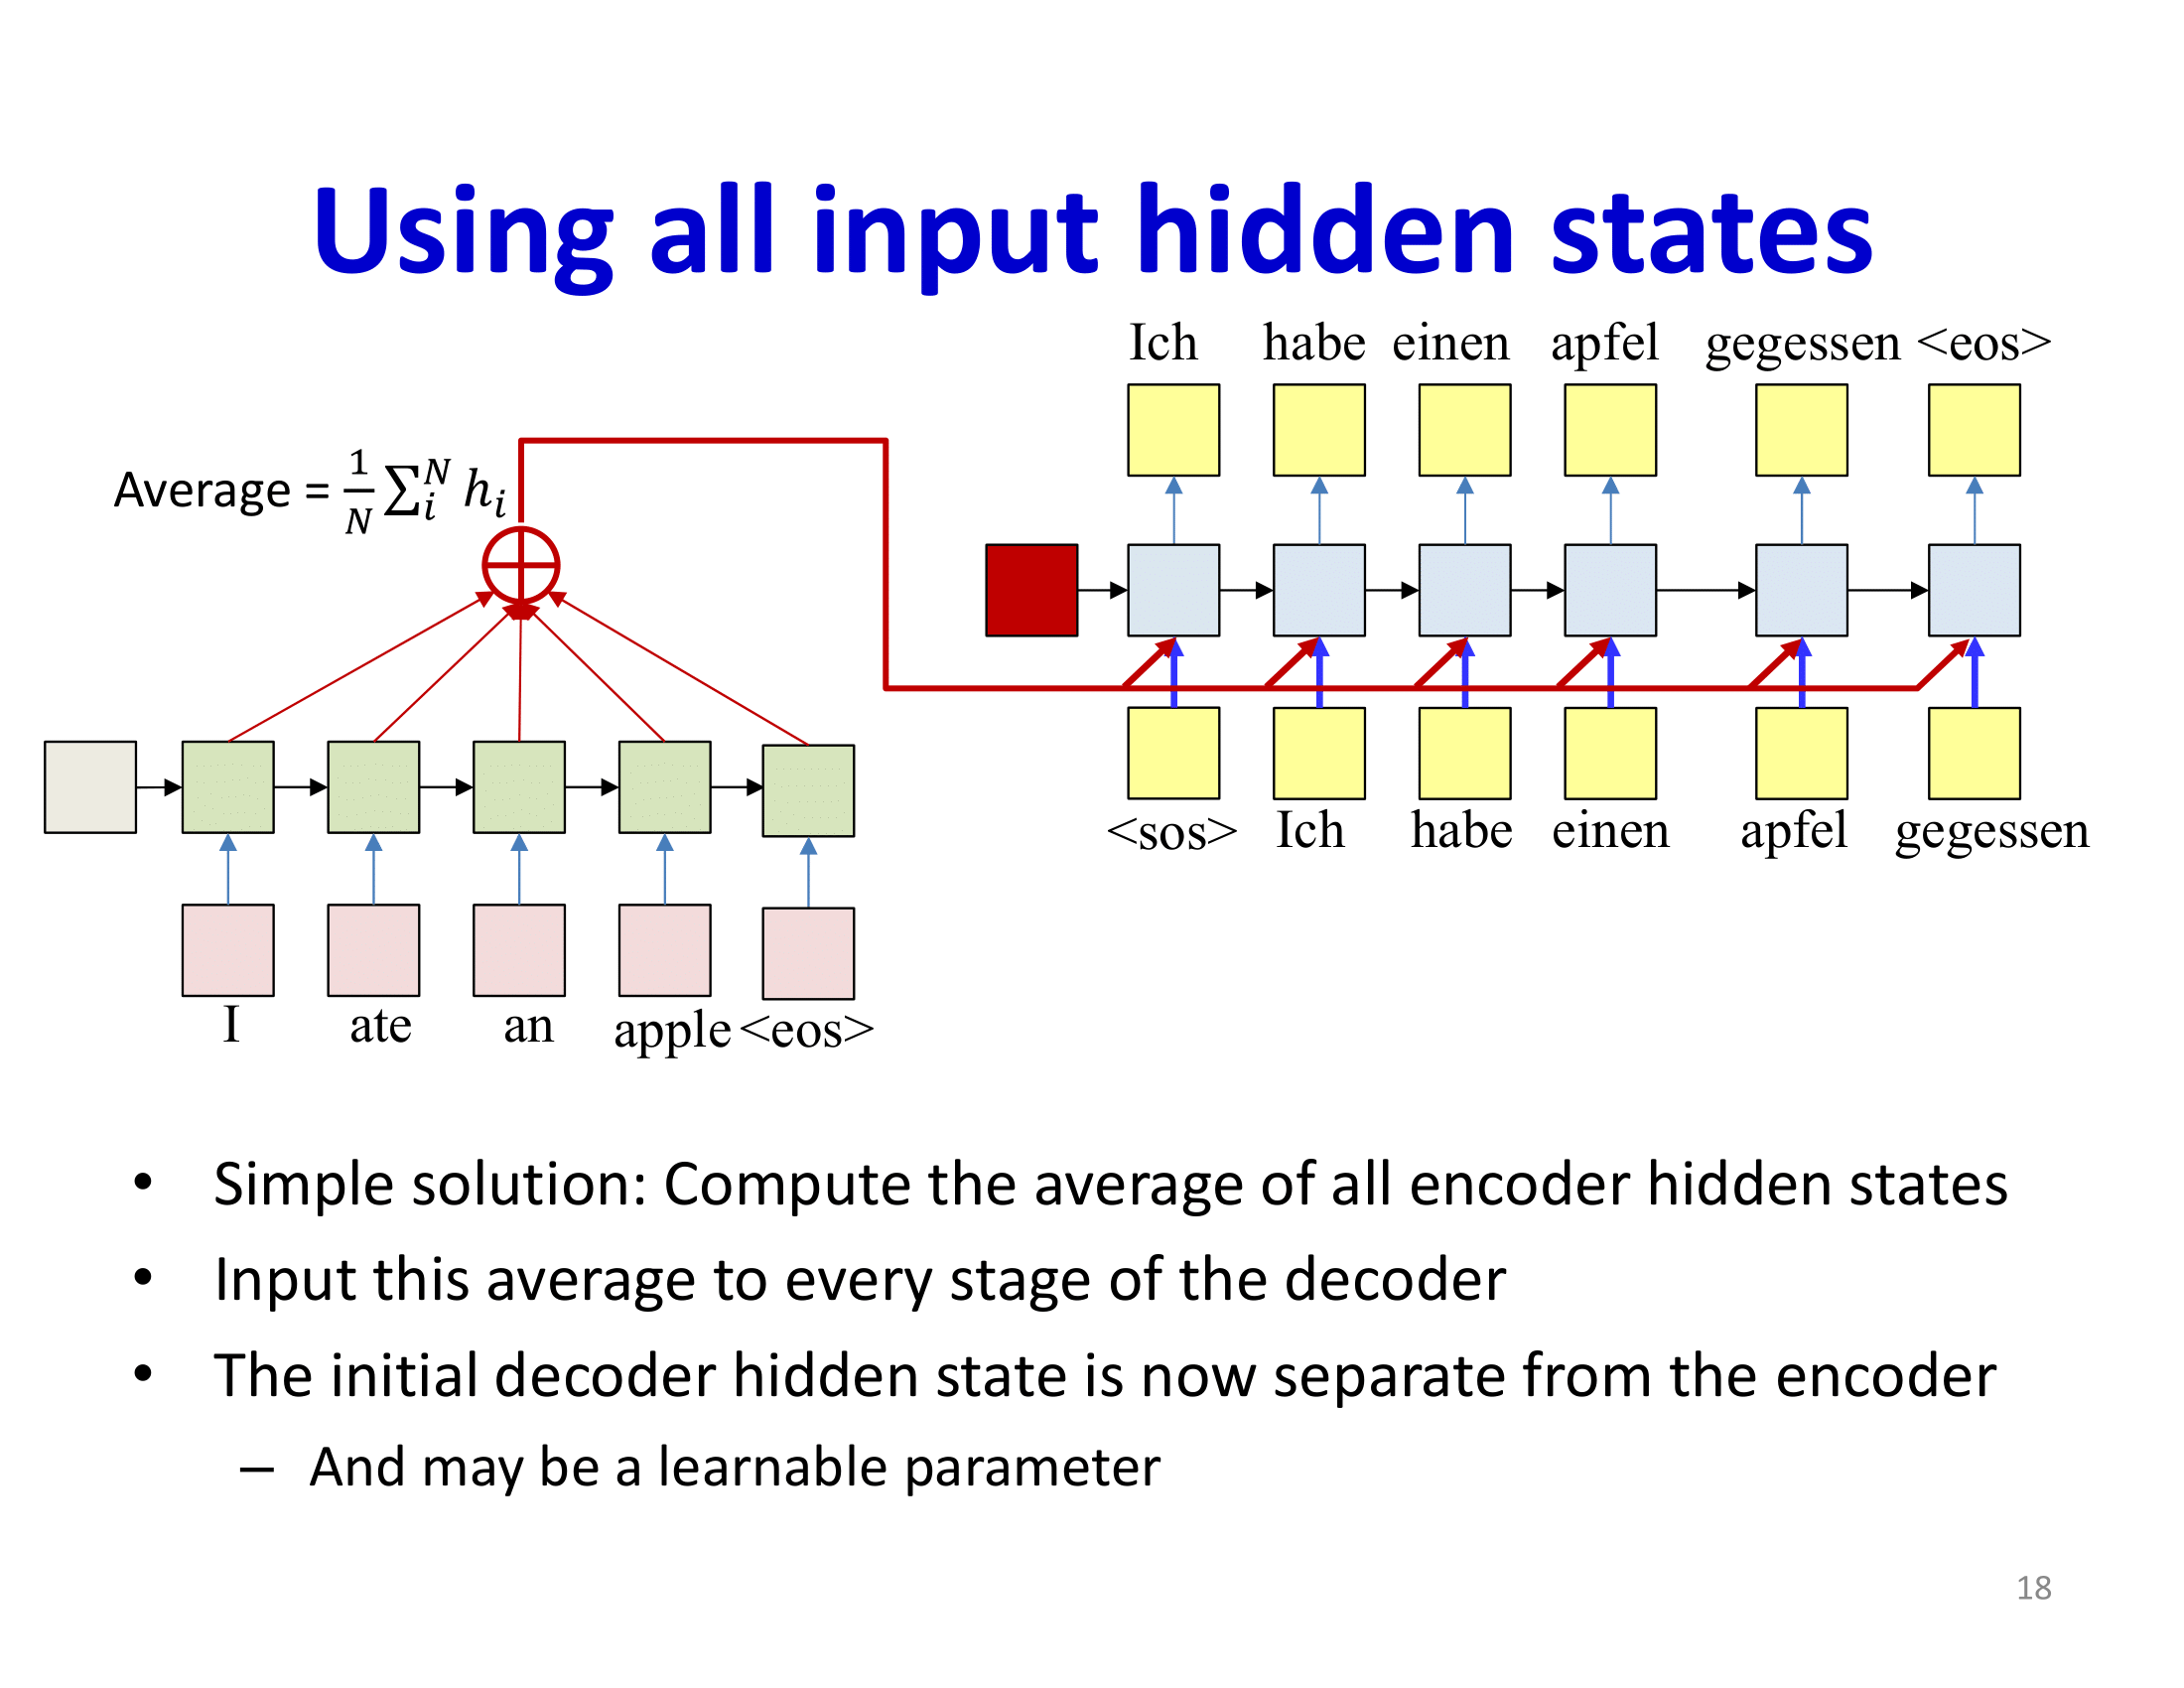 Using all input hidden states
Ich habe einen apfel gegessen <eos>
Average = 1/N ∑_i^N h_i
<sos> Ich habe einen apfel gegessen
I ate an apple <eos>
• Simple solution: Compute the average of all encoder hidden states
• Input this average to every stage of the decoder
• The initial decoder hidden state is now separate from the encoder
– And may be a learnable parameter
18